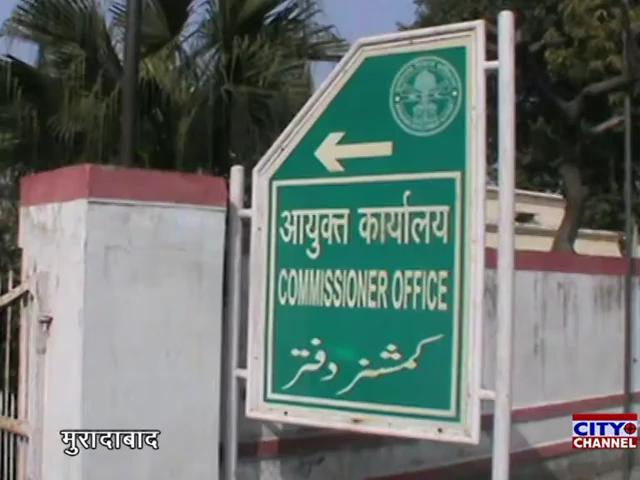 आयुक्त कार्यालय
COMMISSIONER OFFICE
کمشنر دفتر
मुरादाबाद
CITY
CHANNEL